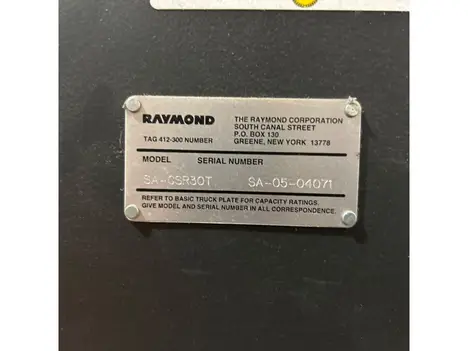 RAYMOND
THE RAYMOND CORPORATION
SOUTH CANAL STREET
P.O. BOX 130
GREENE, NEW YORK 13778
TAG 412-300 NUMBER
MODEL SERIAL NUMBER
SA-CSR30T SA-05-04071
REFER TO BASIC TRUCK PLATE FOR CAPACITY RATINGS.
GIVE MODEL AND SERIAL NUMBER IN ALL CORRESPONDENCE.